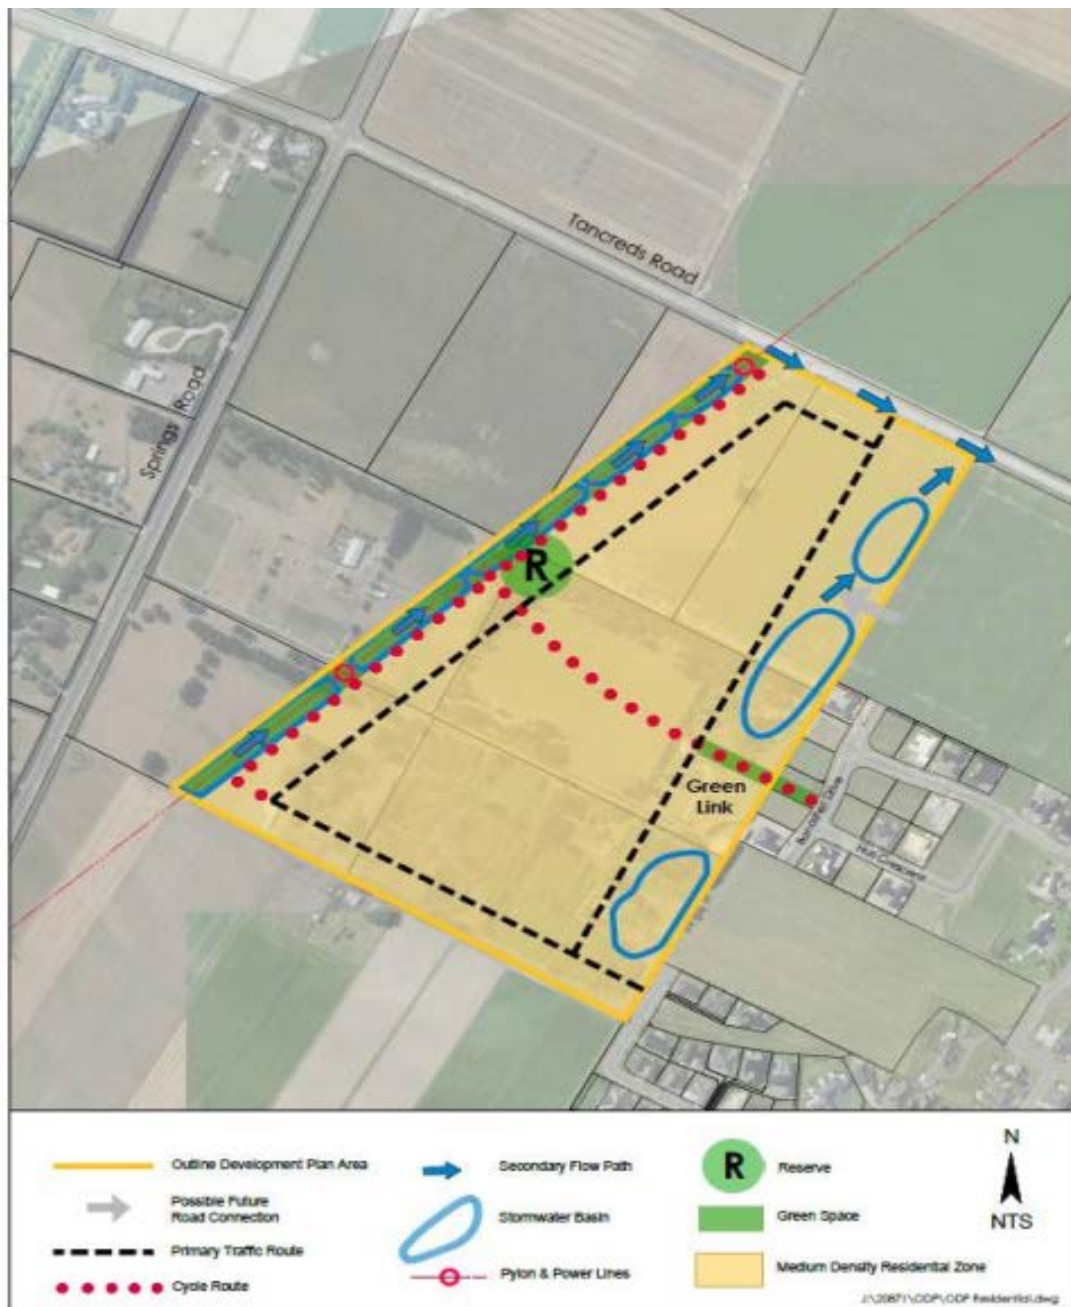 Tancreds Road
Springs Road
R
Green
Link
Outline Development Plan Area
Possible Future
Road Connection
Primary Traffic Route
Cycle Route
Secondary Flow Path
Stormwater Basin
Pylon & Power Lines
R
Reserve
Green Space
Medium Density Residential Zone
N
NTS